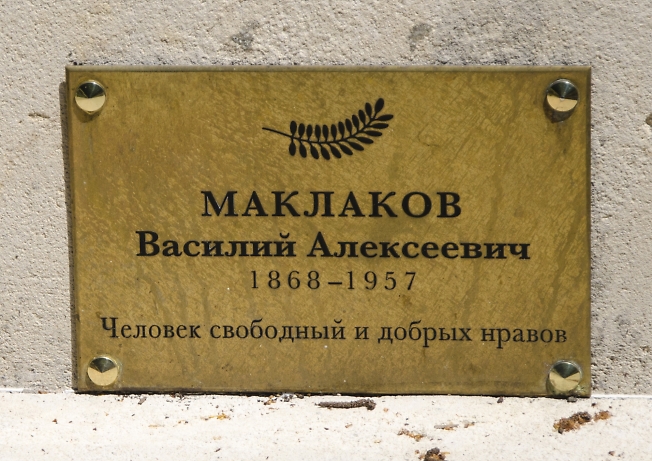 МАКЛАКОВ
Василий Алексеевич
1868–1957
Человек свободный и добрых нравов